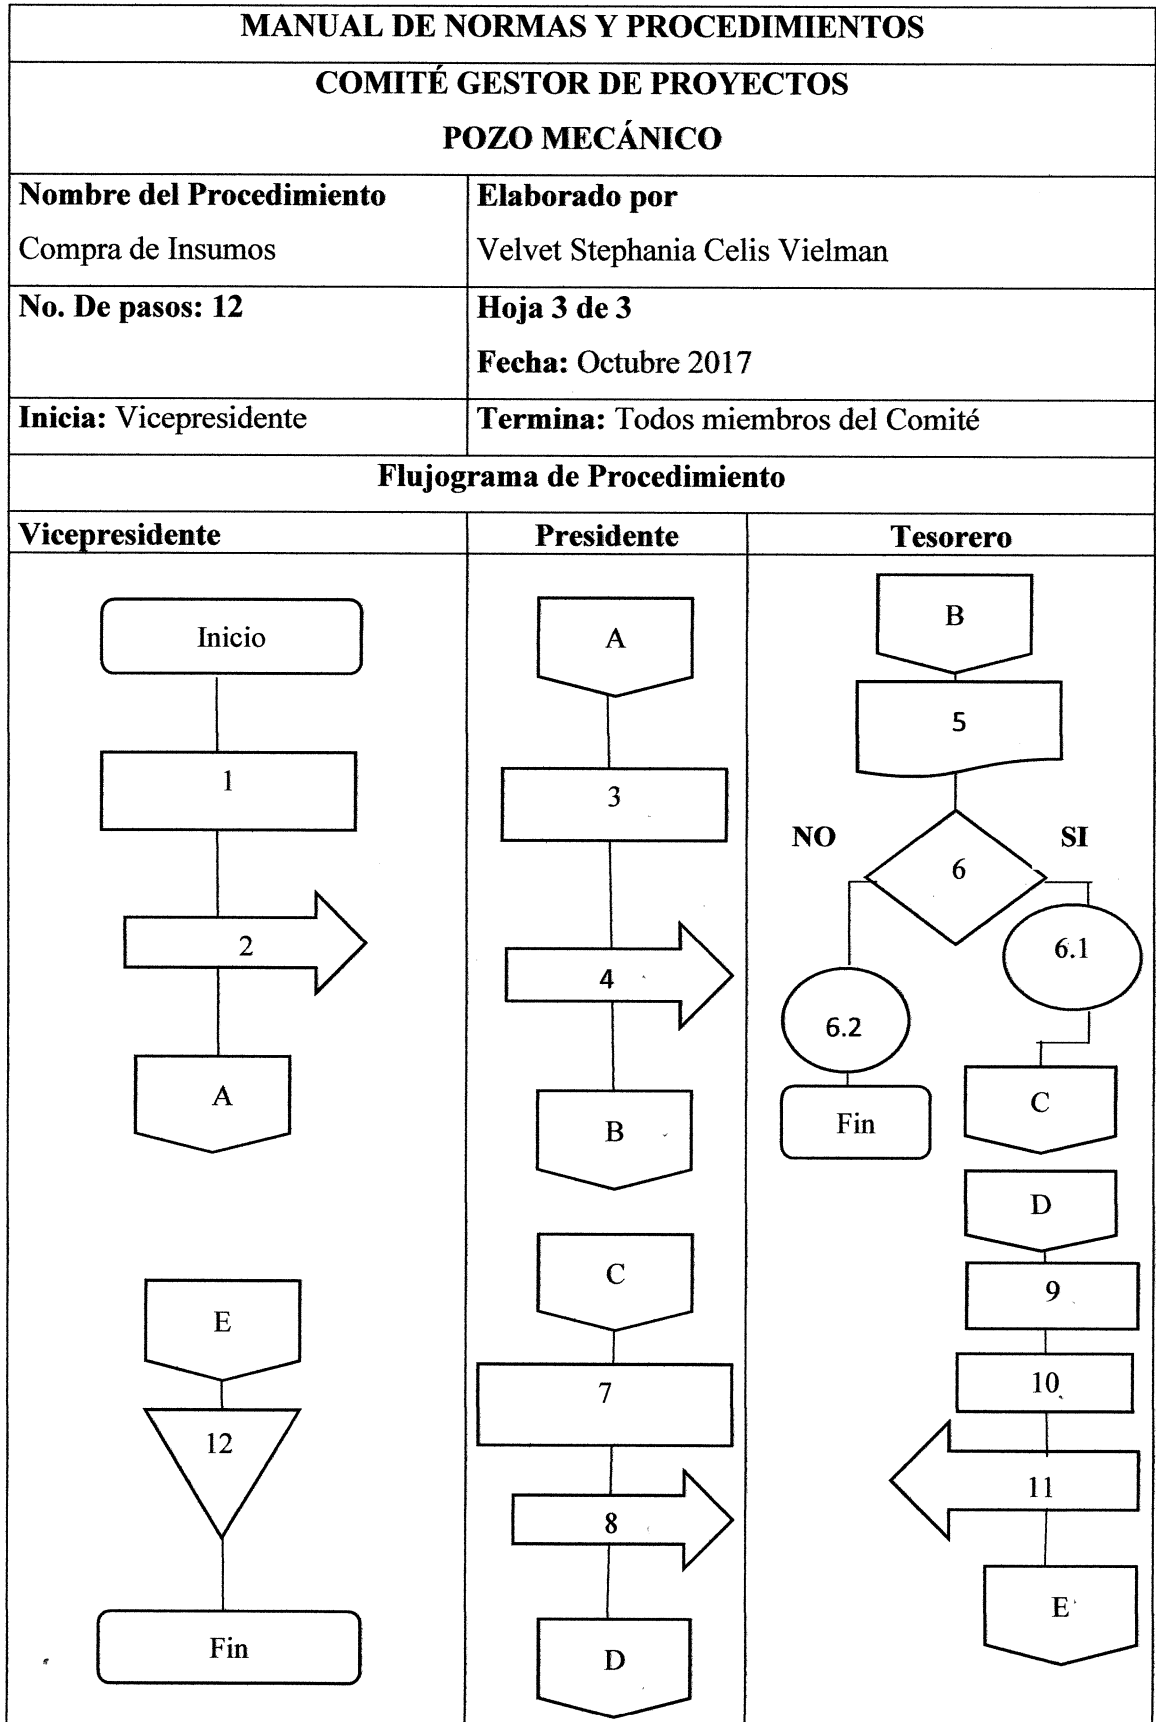 MANUAL DE NORMAS Y PROCEDIMIENTOS
COMITÉ GESTOR DE PROYECTOS
POZO MECÁNICO
Nombre del Procedimiento
Compra de Insumos
Elaborado por
Velvet Stephania Celis Vielman
No. De pasos: 12
Hoja 3 de 3
Fecha: Octubre 2017
Inicia: Vicepresidente
Termina: Todos miembros del Comité
Flujograma de Procedimiento
Vicepresidente
Presidente
Tesorero
Inicio
1
2
A
E
12
Fin
A
3
4
B
C
7
8
D
B
5
NO
SI
6
6.1
6.2
Fin
C
D
9
10
11
E